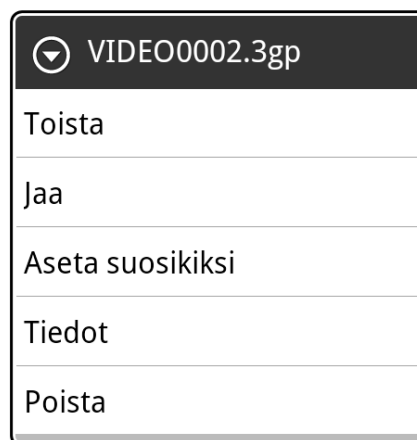 VIDEO0002.3gp
Toista
Jaa
Aseta suosikiksi
Tiedot
Poista